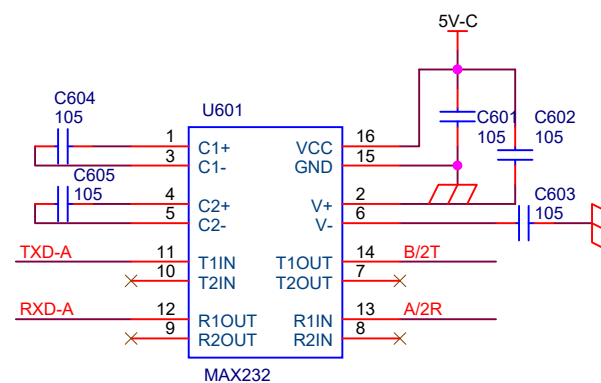 5V-C
C604
105
U601
C601
105
C602
105
1
C1+
VCC
16
3
C1-
GND
15
C605
105
4
C2+
V+
2
C603
105
5
C2-
V-
6
TXD-A
11
T1IN
T1OUT
14
B/2T
10
T2IN
T2OUT
7
RXD-A
12
R1OUT
R1IN
13
A/2R
9
R2OUT
R2IN
8
MAX232